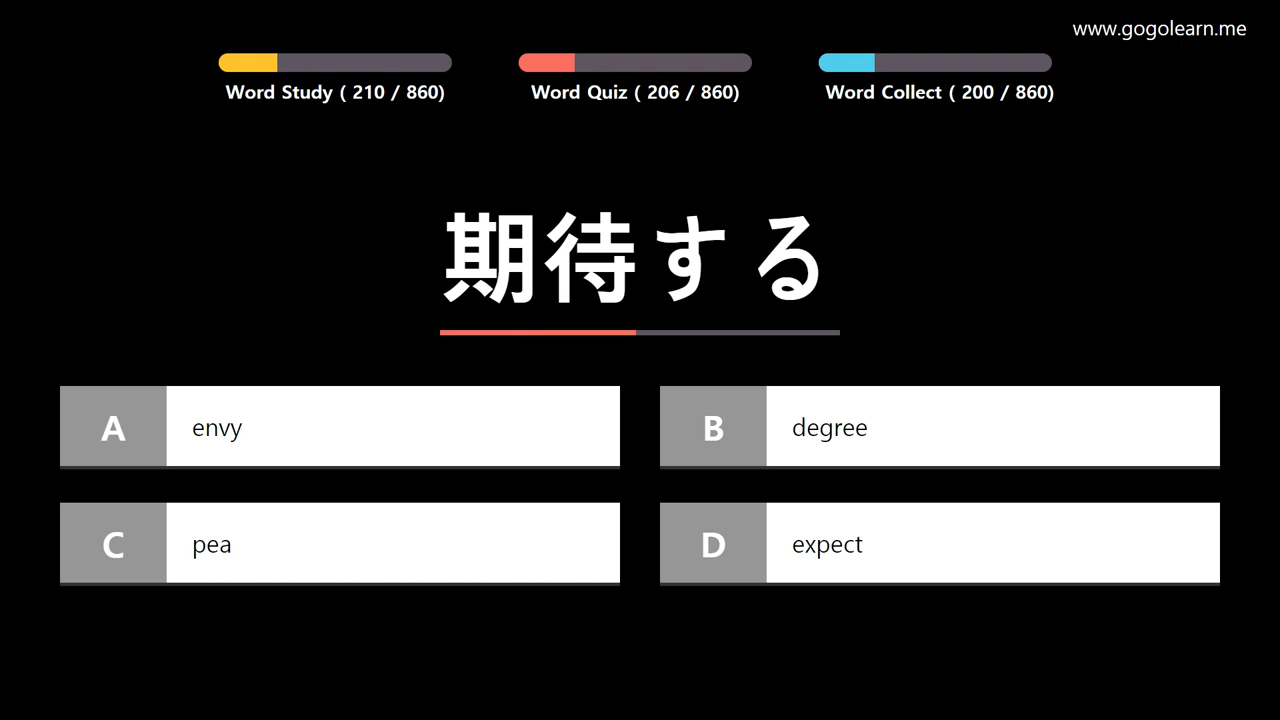 www.gogolearn.me
Word Study ( 210 / 860)
Word Quiz ( 206 / 860)
Word Collect ( 200 / 860)
期待する
A envy
B degree
C pea
D expect